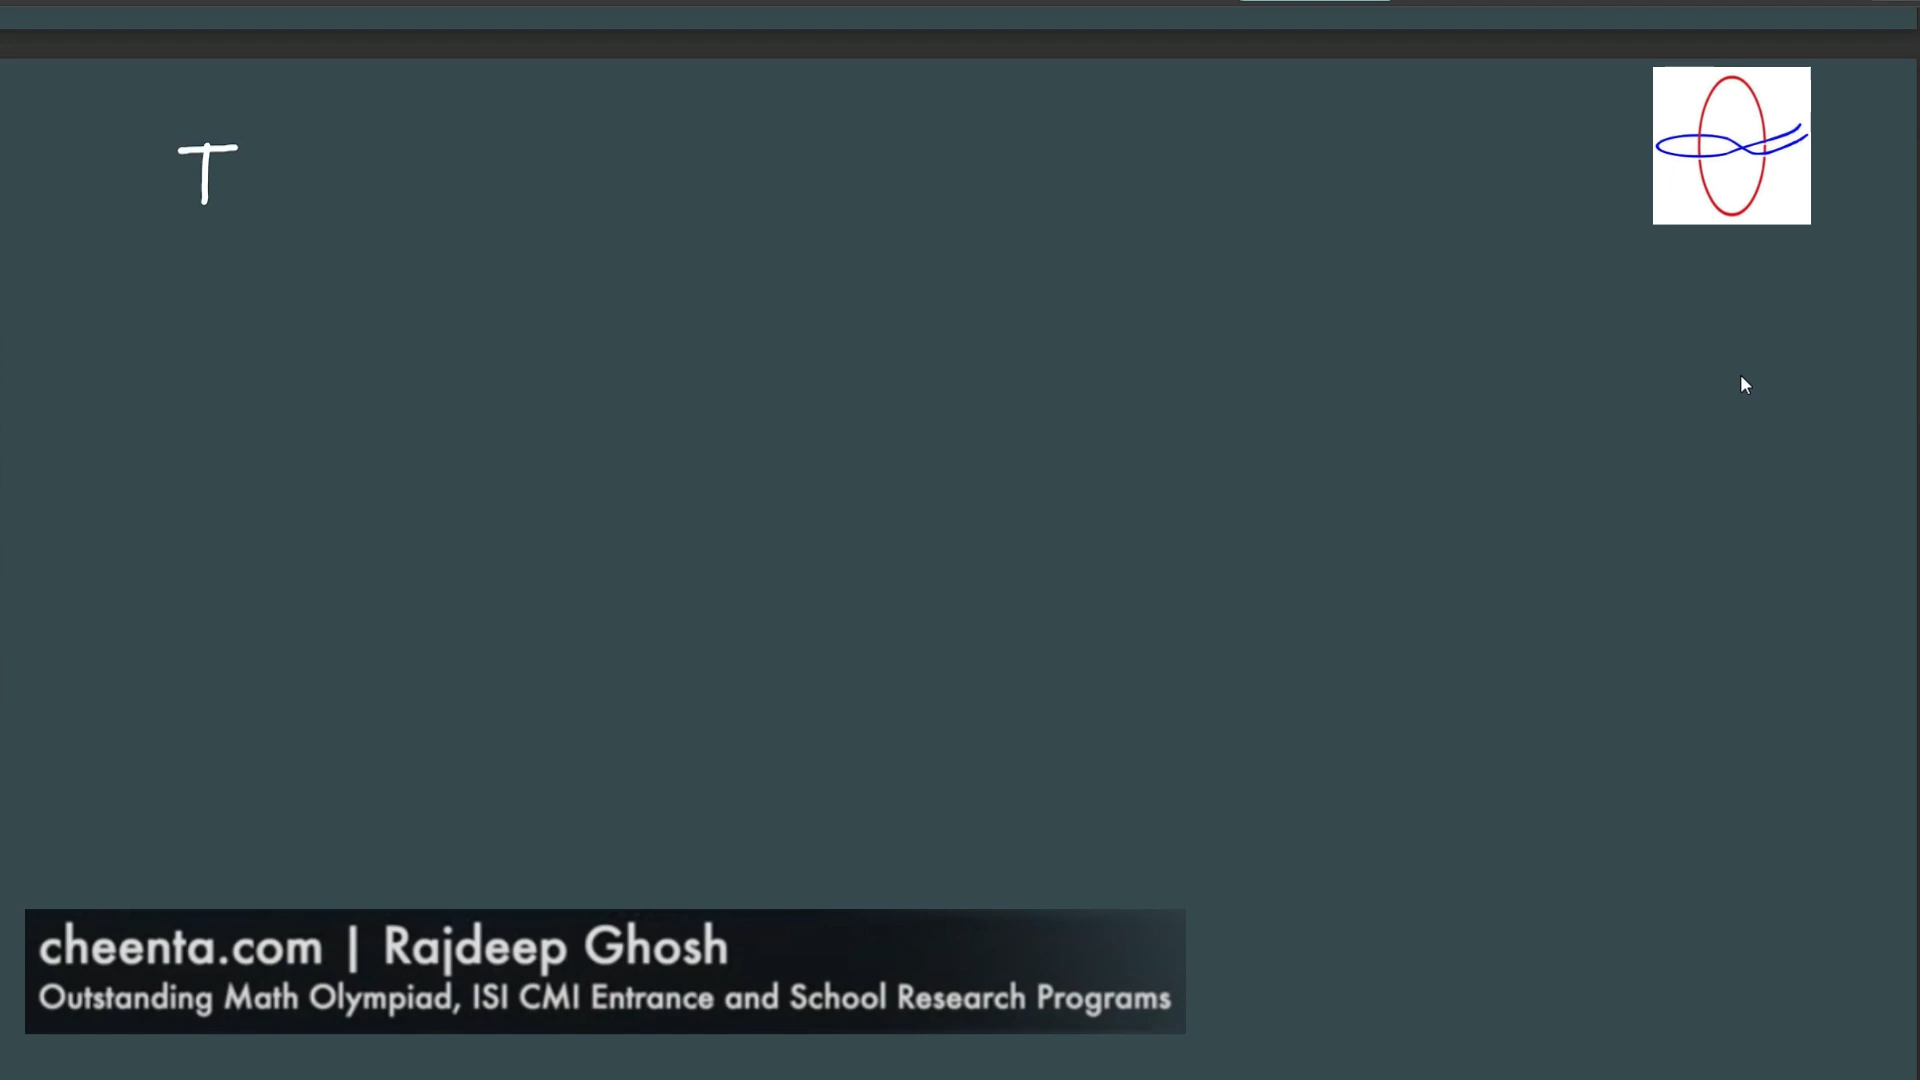 T
cheenta.com | Rajdeep Ghosh
Outstanding Math Olympiad, ISI CMI Entrance and School Research Programs